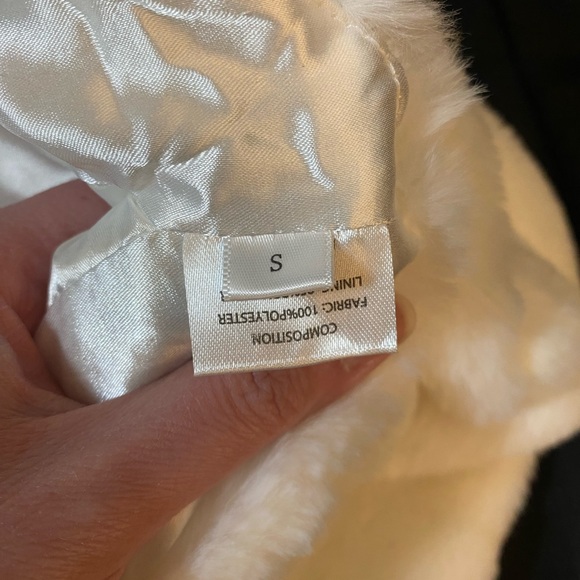 S
COMPOSITION
FABRIC: 100%POLYESTER
LINING: